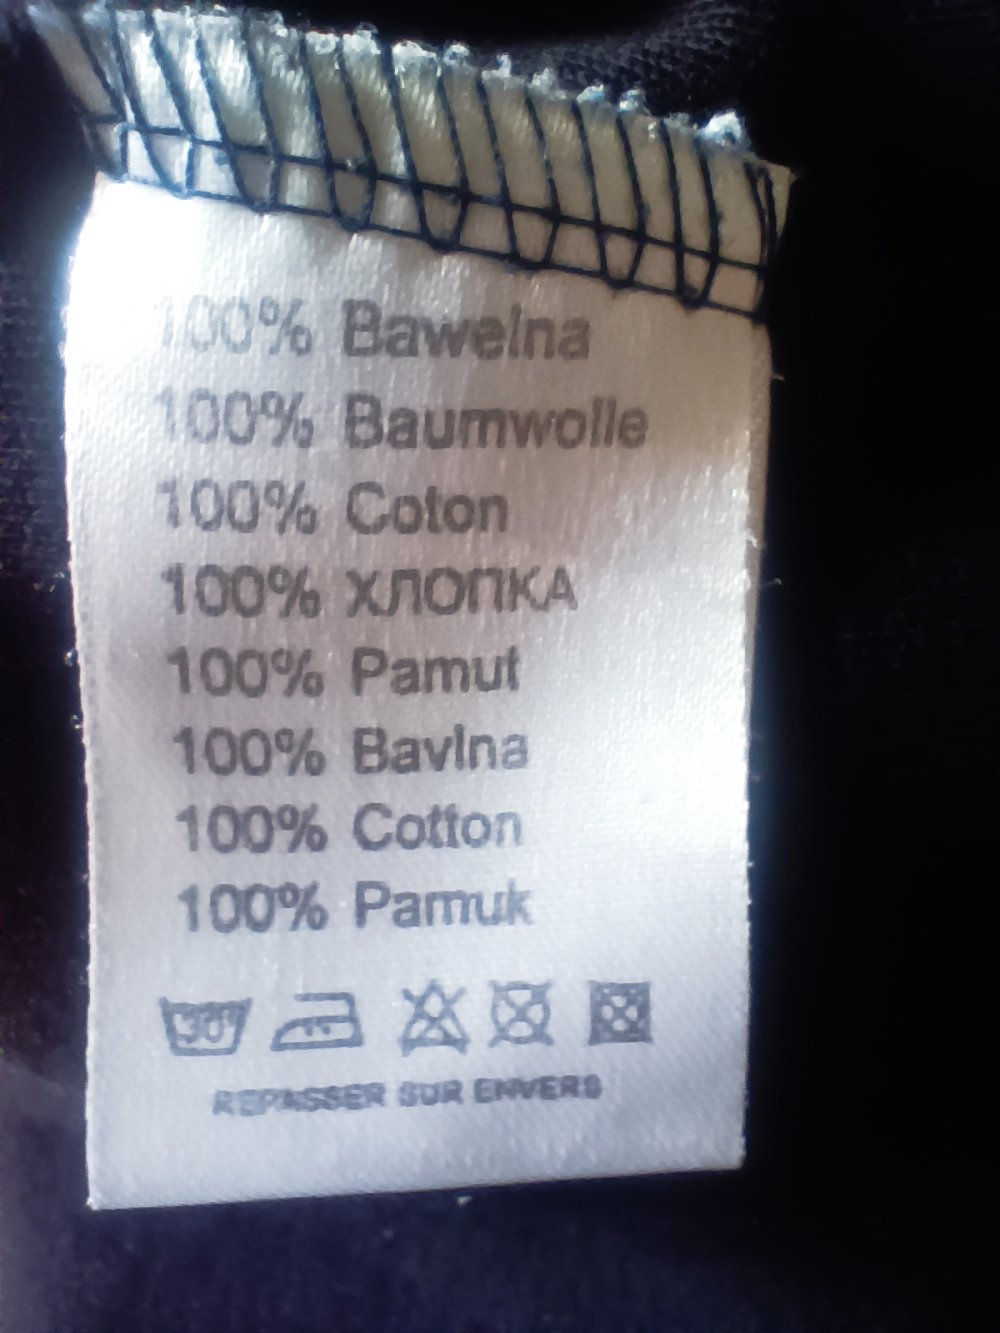 100% Bawelna
100% Baumwolle
100% Coton
100% ХЛОПКА
100% Pamut
100% Bavlna
100% Cotton
100% Pamuk
30°
REPASSER SUR ENVERS